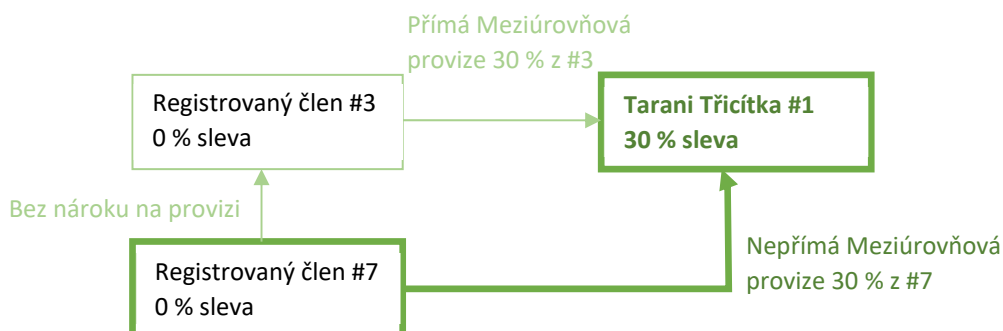 Přímá Meziúrovňová
provize 30 % z #3
Registrovaný člen #3
0 % sleva
Tarani Třicítka #1
30 % sleva
Bez nároku na provizi
Registrovaný člen #7
0 % sleva
Nepřímá Meziúrovňová
provize 30 % z #7